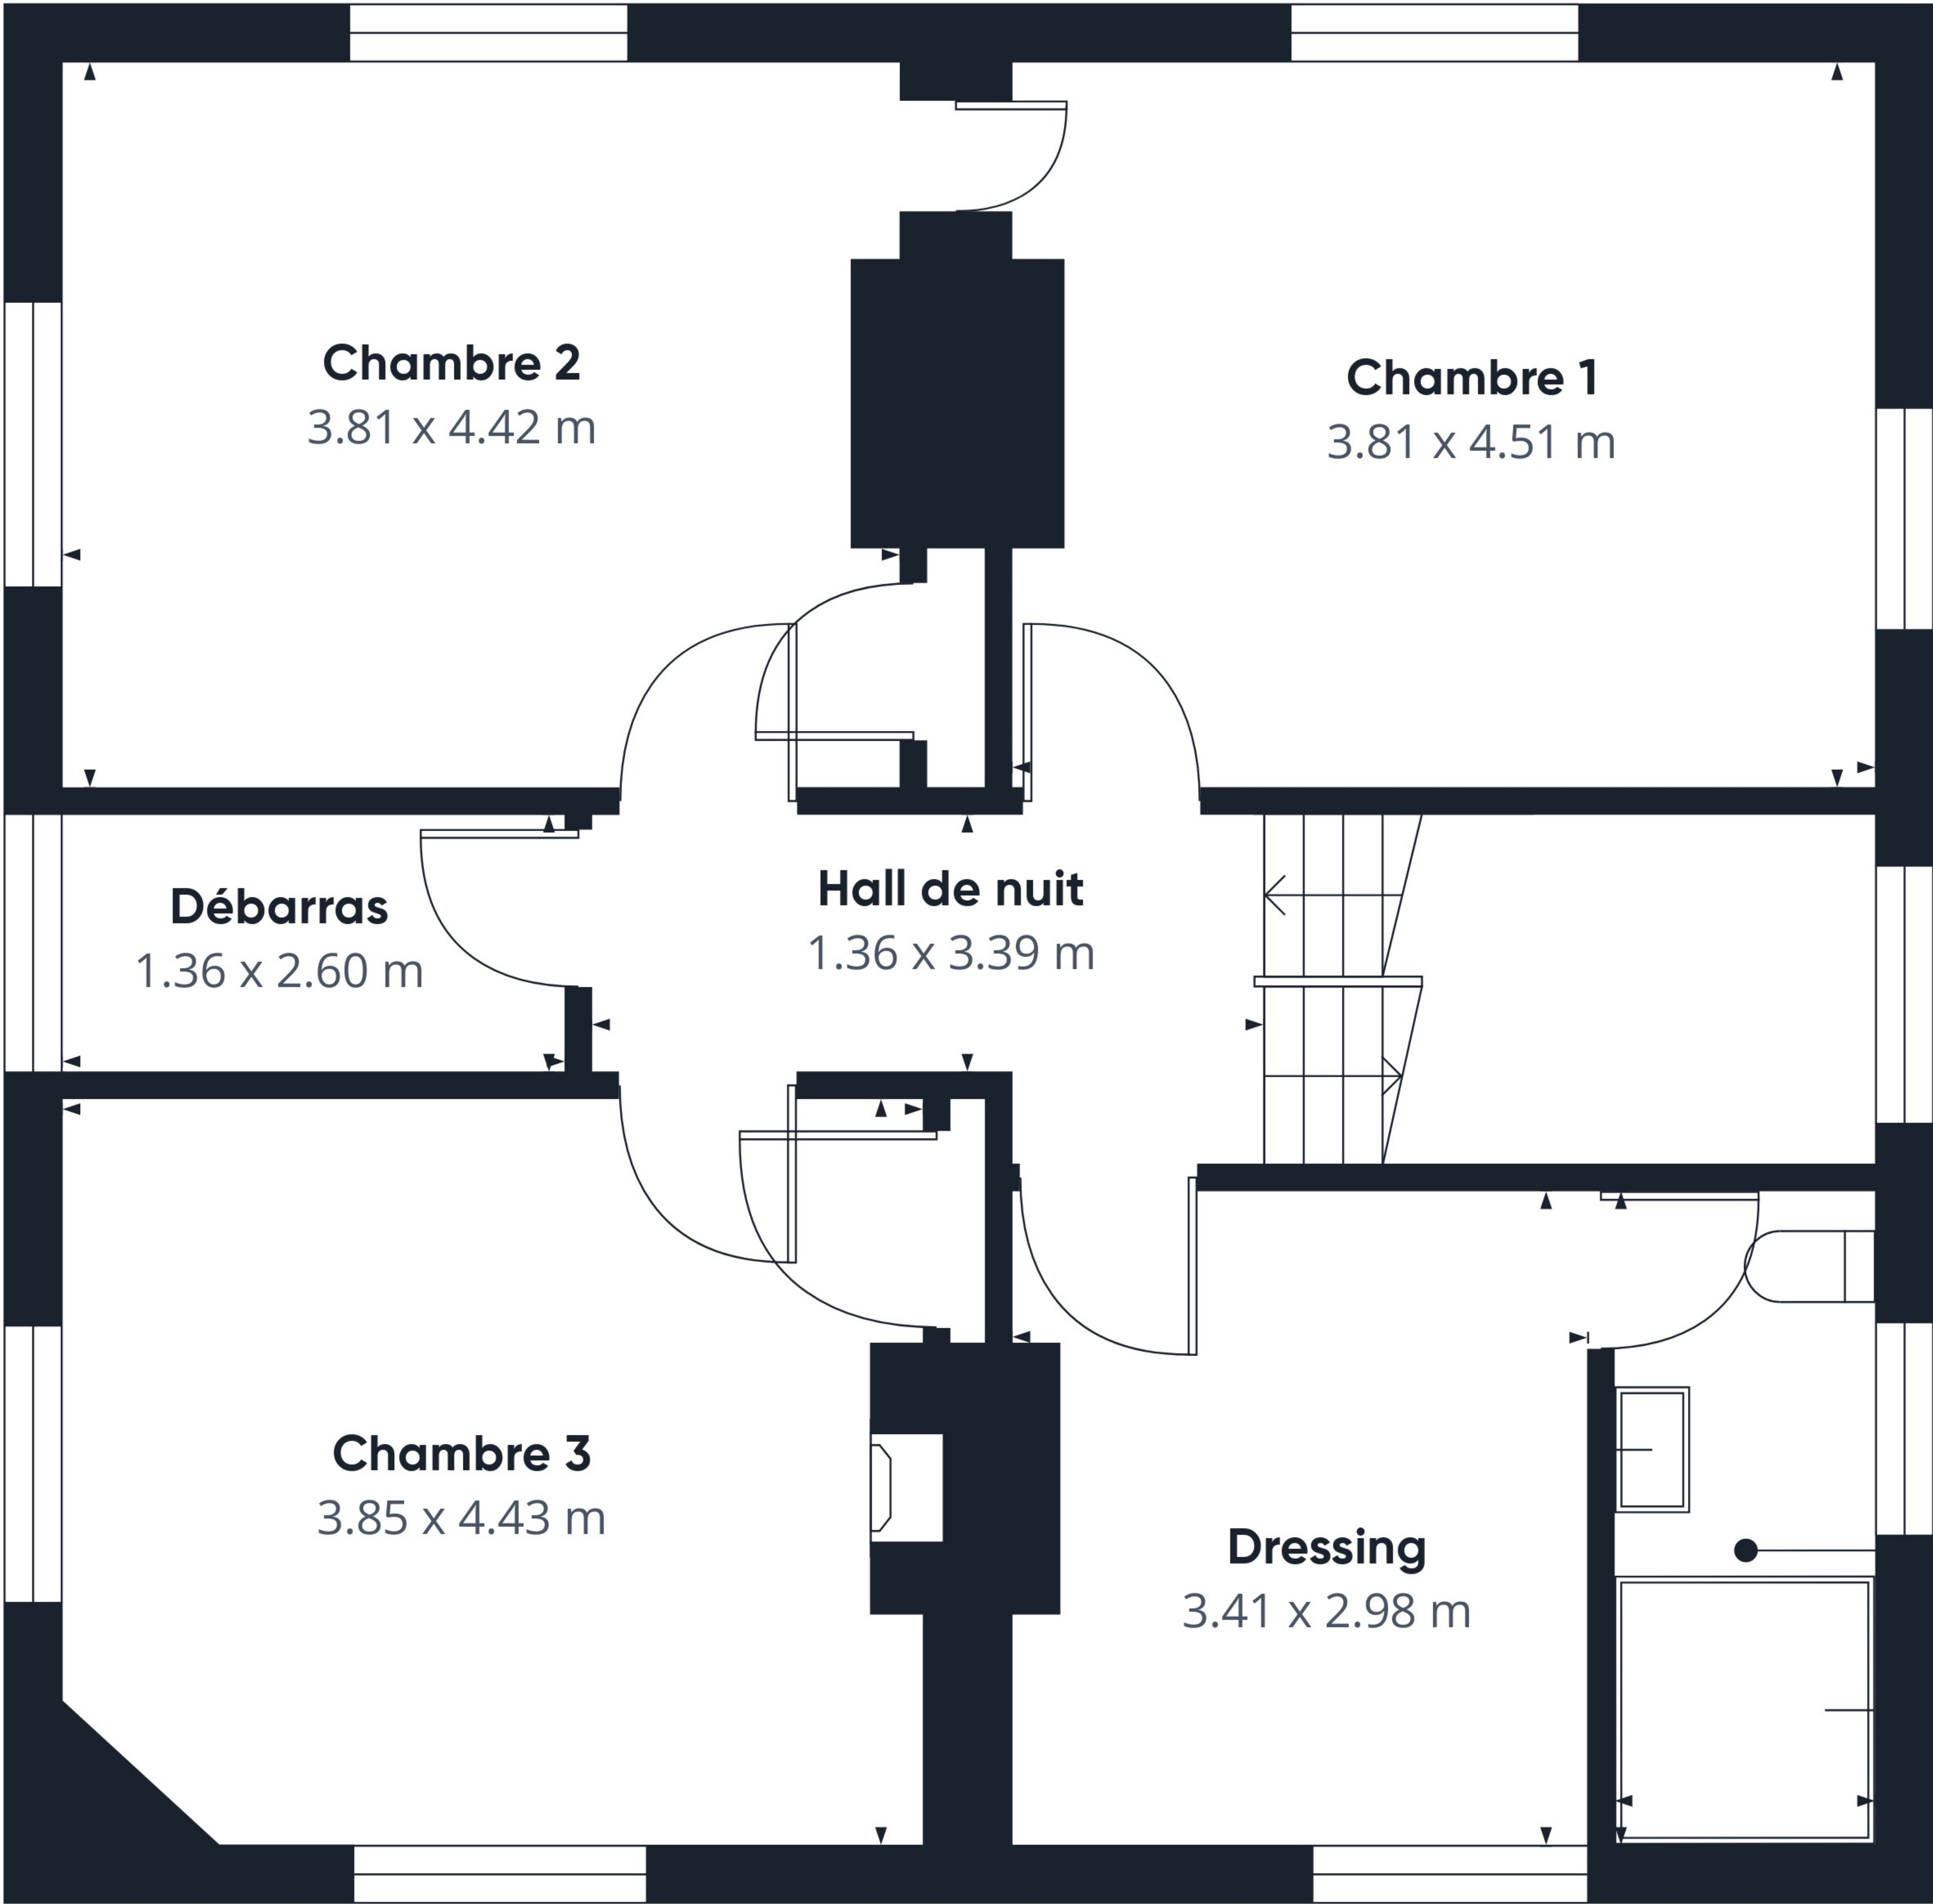 Chambre 2
3.81 x 4.42 m
Chambre 1
3.81 x 4.51 m
Débarras
1.36 x 2.60 m
Hall de nuit
1.36 x 3.39 m
Chambre 3
3.85 x 4.43 m
Dressing
3.41 x 2.98 m